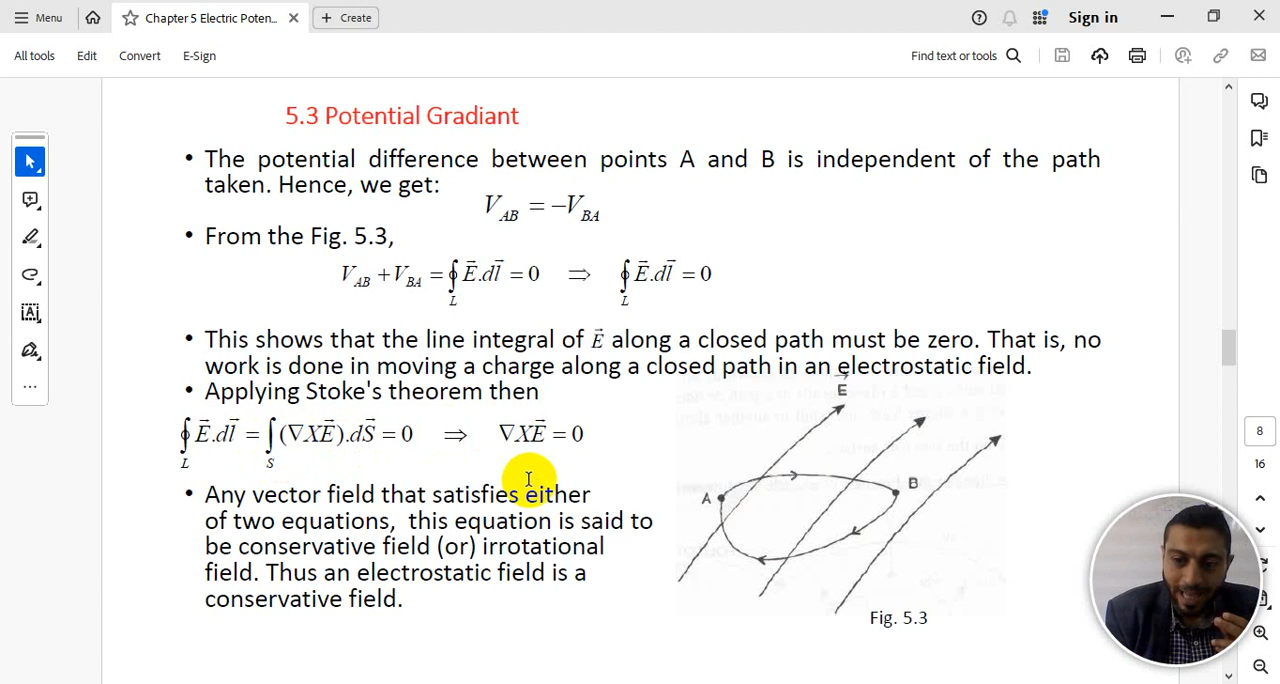 Menu
Chapter 5 Electric Poten...
Create
Sign in
All tools
Edit
Convert
E-Sign
Find text or tools
5.3 Potential Gradiant
• The potential difference between points A and B is independent of the path
taken. Hence, we get:
V_AB = −V_BA
• From the Fig. 5.3,
V_AB + V_BA = ∮_L E⃗.dl⃗ = 0 ⇒ ∮_L E⃗.dl⃗ = 0
• This shows that the line integral of E⃗ along a closed path must be zero. That is, no
work is done in moving a charge along a closed path in an electrostatic field.
• Applying Stoke's theorem then
∮_L E⃗.dl⃗ = ∫_S (∇XE⃗).dS⃗ = 0 ⇒ ∇XE⃗ = 0
• Any vector field that satisfies either
of two equations, this equation is said to
be conservative field (or) irrotational
field. Thus an electrostatic field is a
conservative field.
E⃗
A
B
Fig. 5.3
8
16